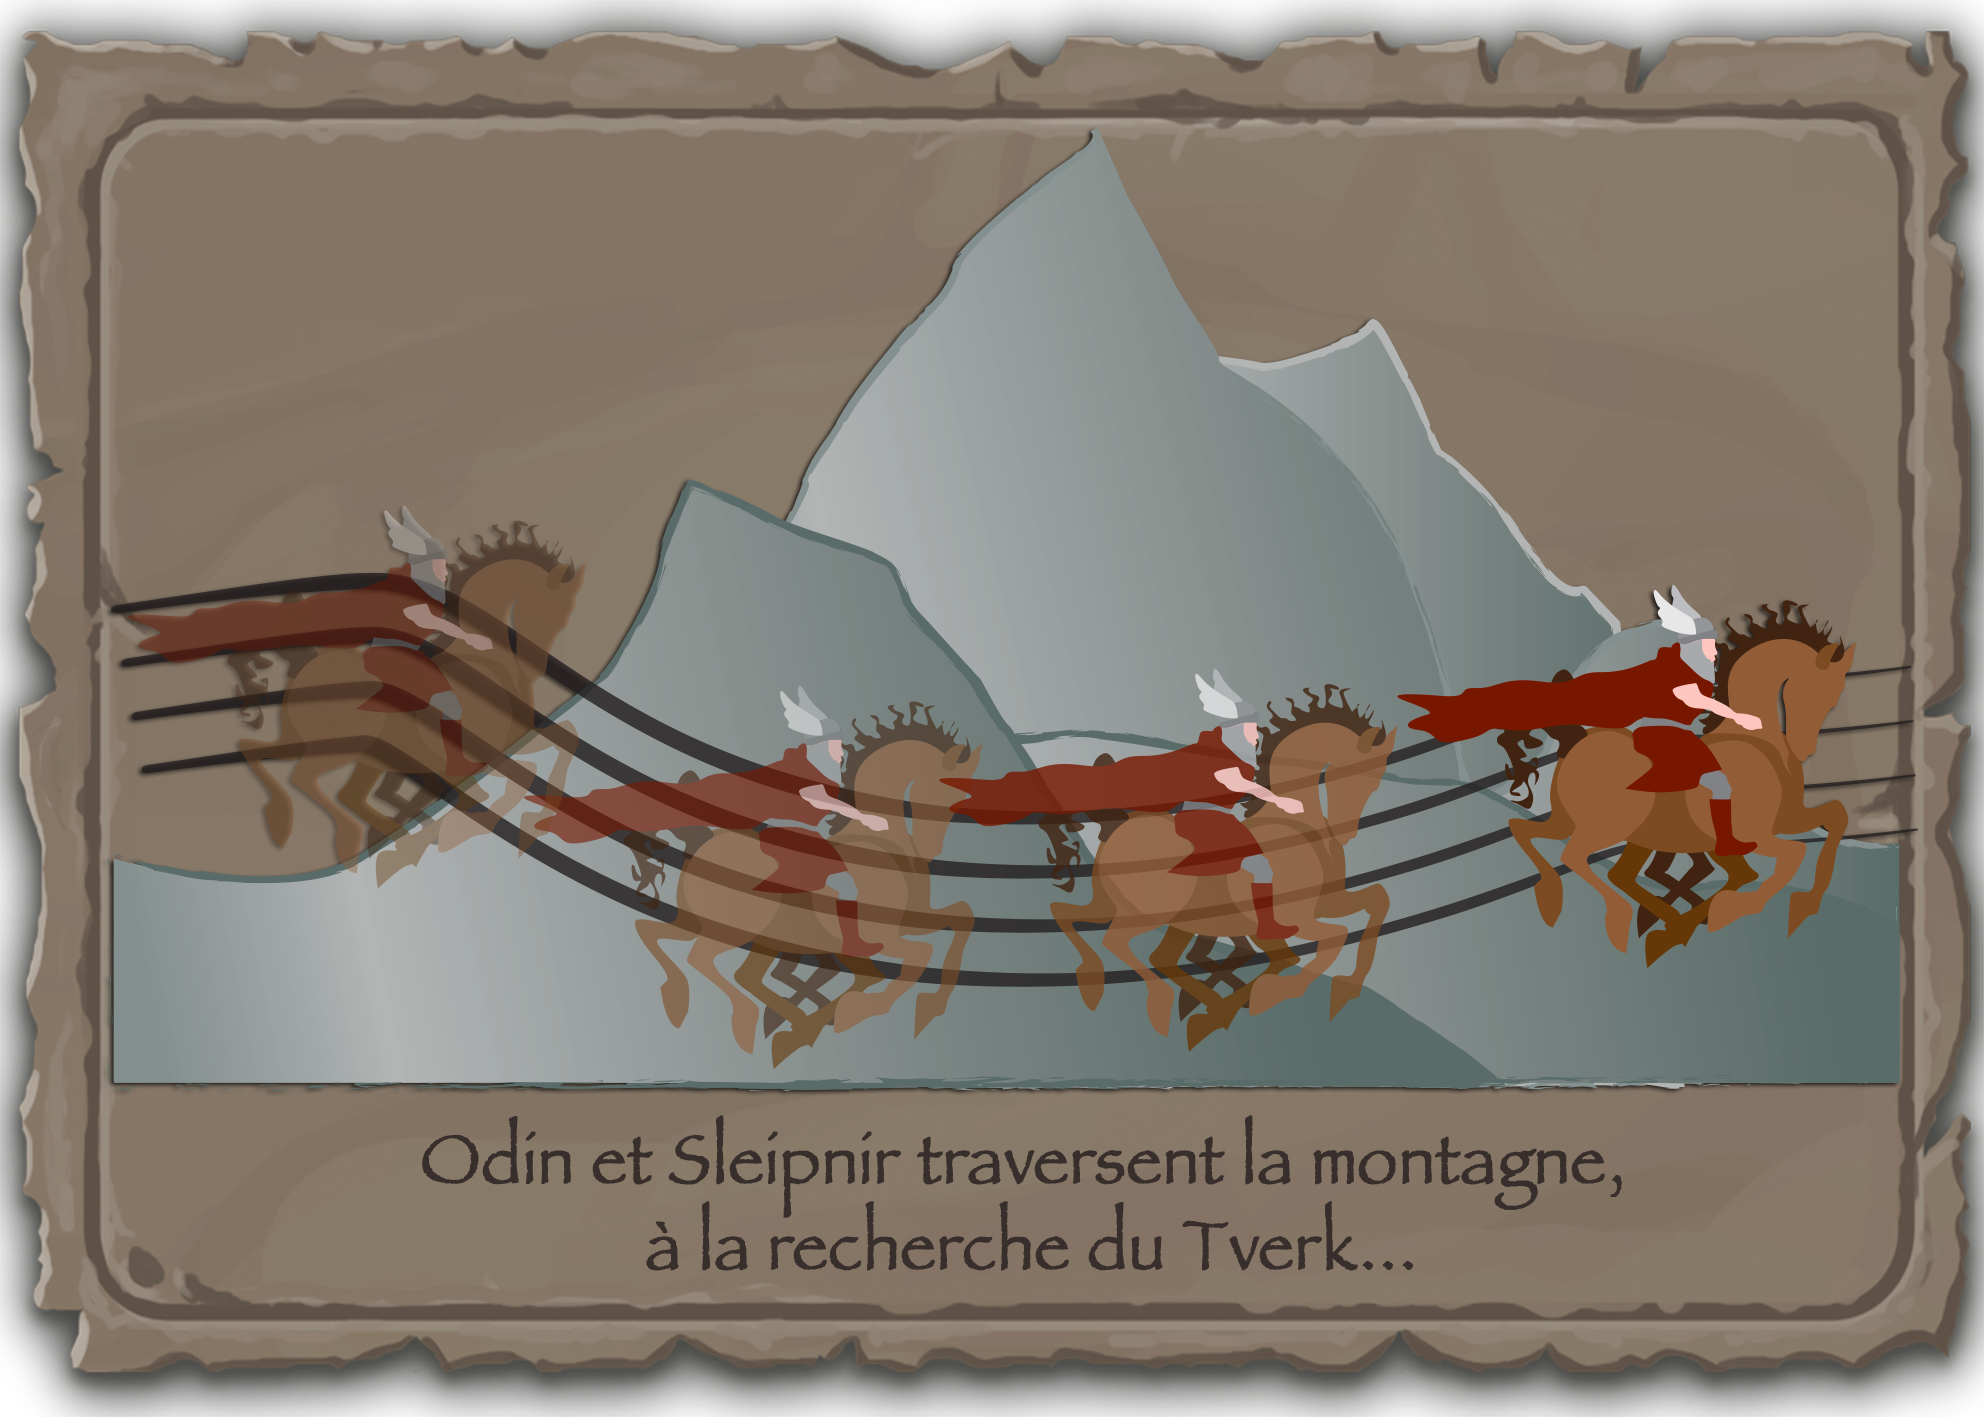 Odin et Sleipnir traversent la montagne,
à la recherche du Tverk...